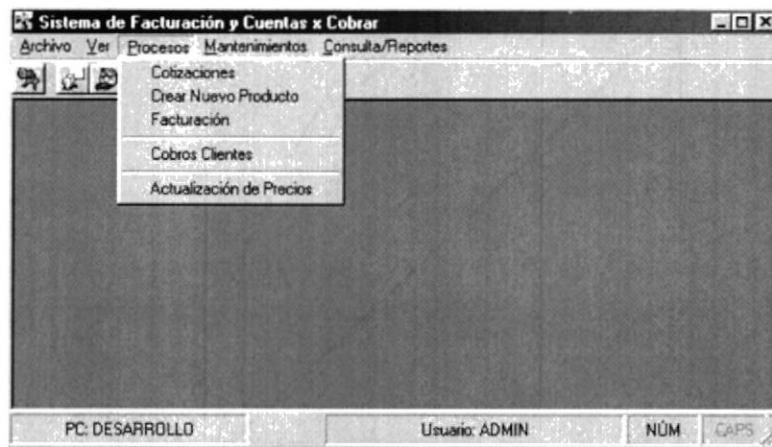 Sistema de Facturación y Cuentas x Cobrar
Archivo Ver Procesos Mantenimientos Consulta/Reportes
Cotizaciones
Crear Nuevo Producto
Facturación
Cobros Clientes
Actualización de Precios
PC: DESARROLLO Usuario: ADMIN NÚM CAPS